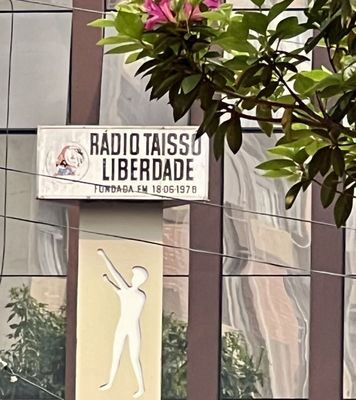 RÁDIO TAISSO
LIBERDADE
FUNDADA EM 18·06·1978